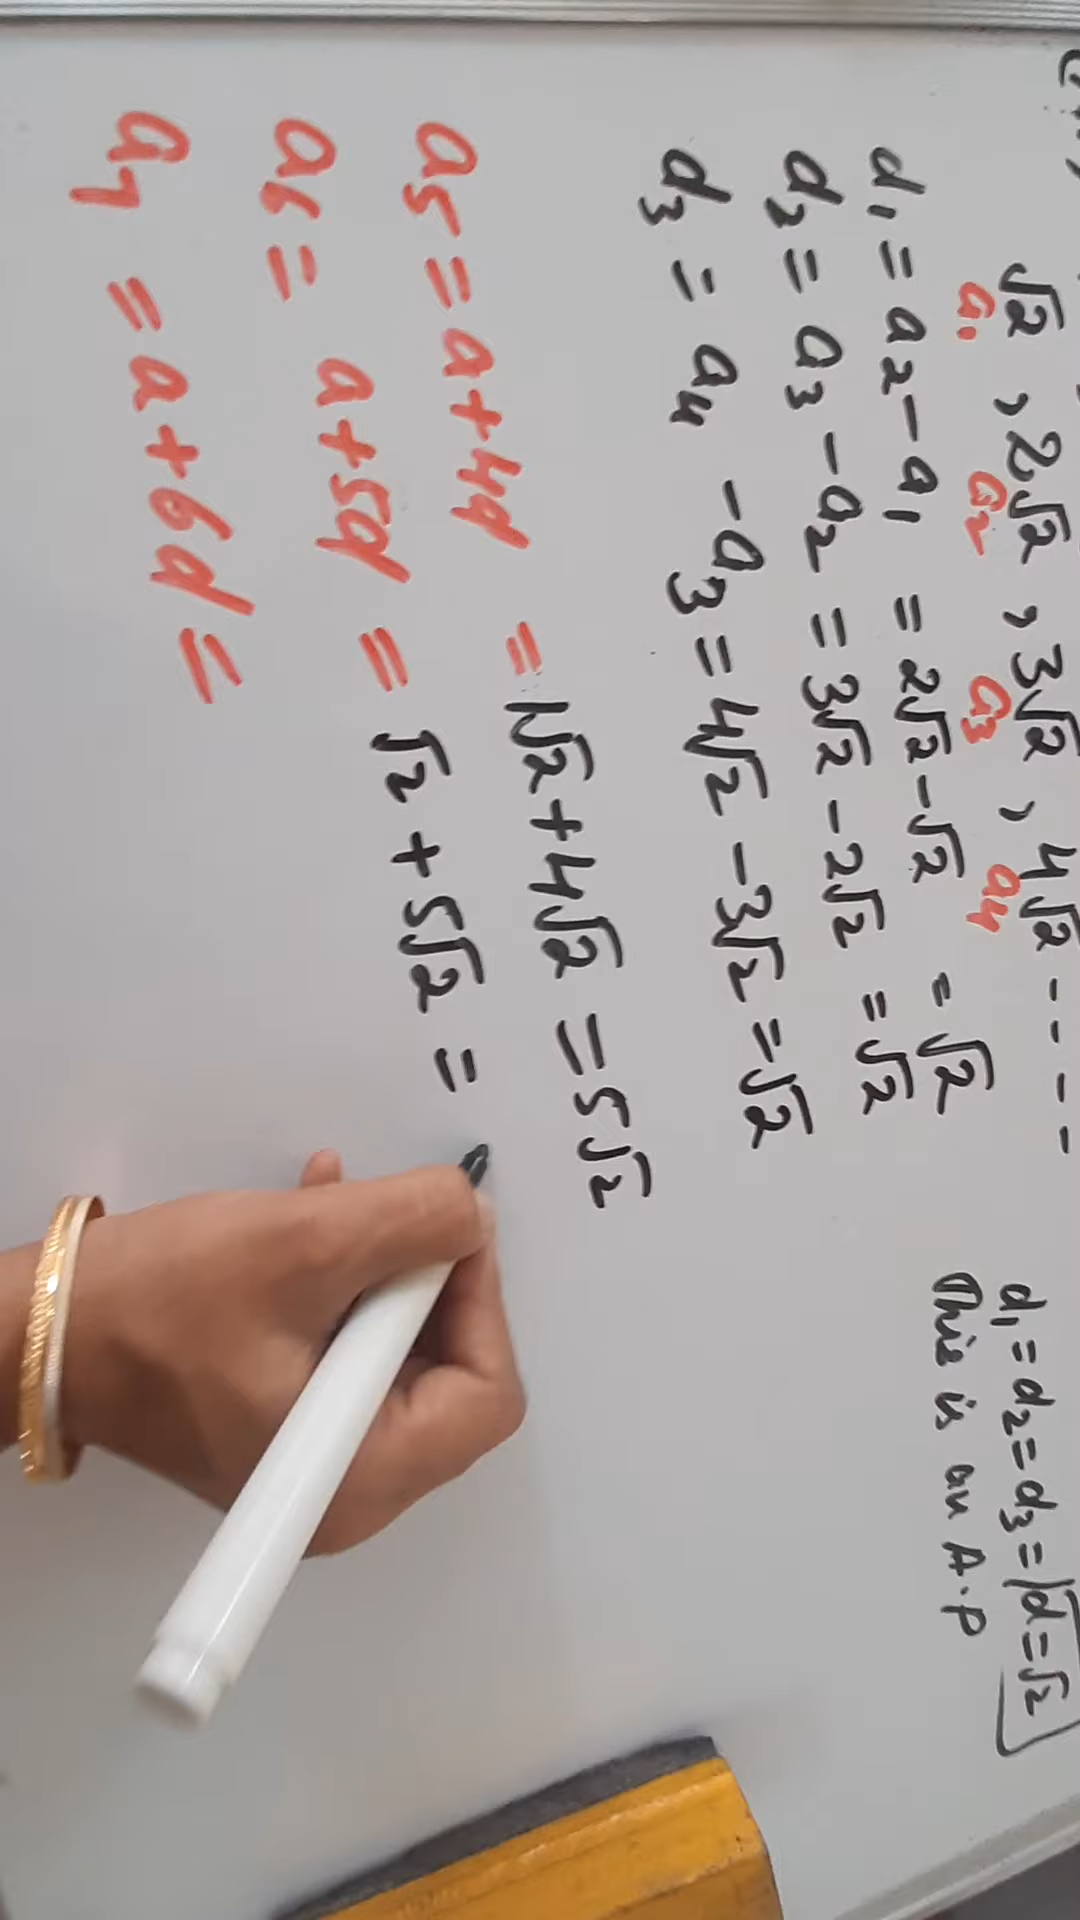 √2 , 2√2 , 3√2 , 4√2 - - - -
a₁ a₂ a₃ a₄
d₁ = a₂ - a₁ = 2√2 - √2 = √2
d₂ = a₃ - a₂ = 3√2 - 2√2 = √2
d₃ = a₄ - a₃ = 4√2 - 3√2 = √2
d₁ = d₂ = d₃ = d = √2
This is an A.P
a₅ = a + 4d = 1√2 + 4√2 = 5√2
a₆ = a + 5d = √2 + 5√2 =
a₇ = a + 6d =